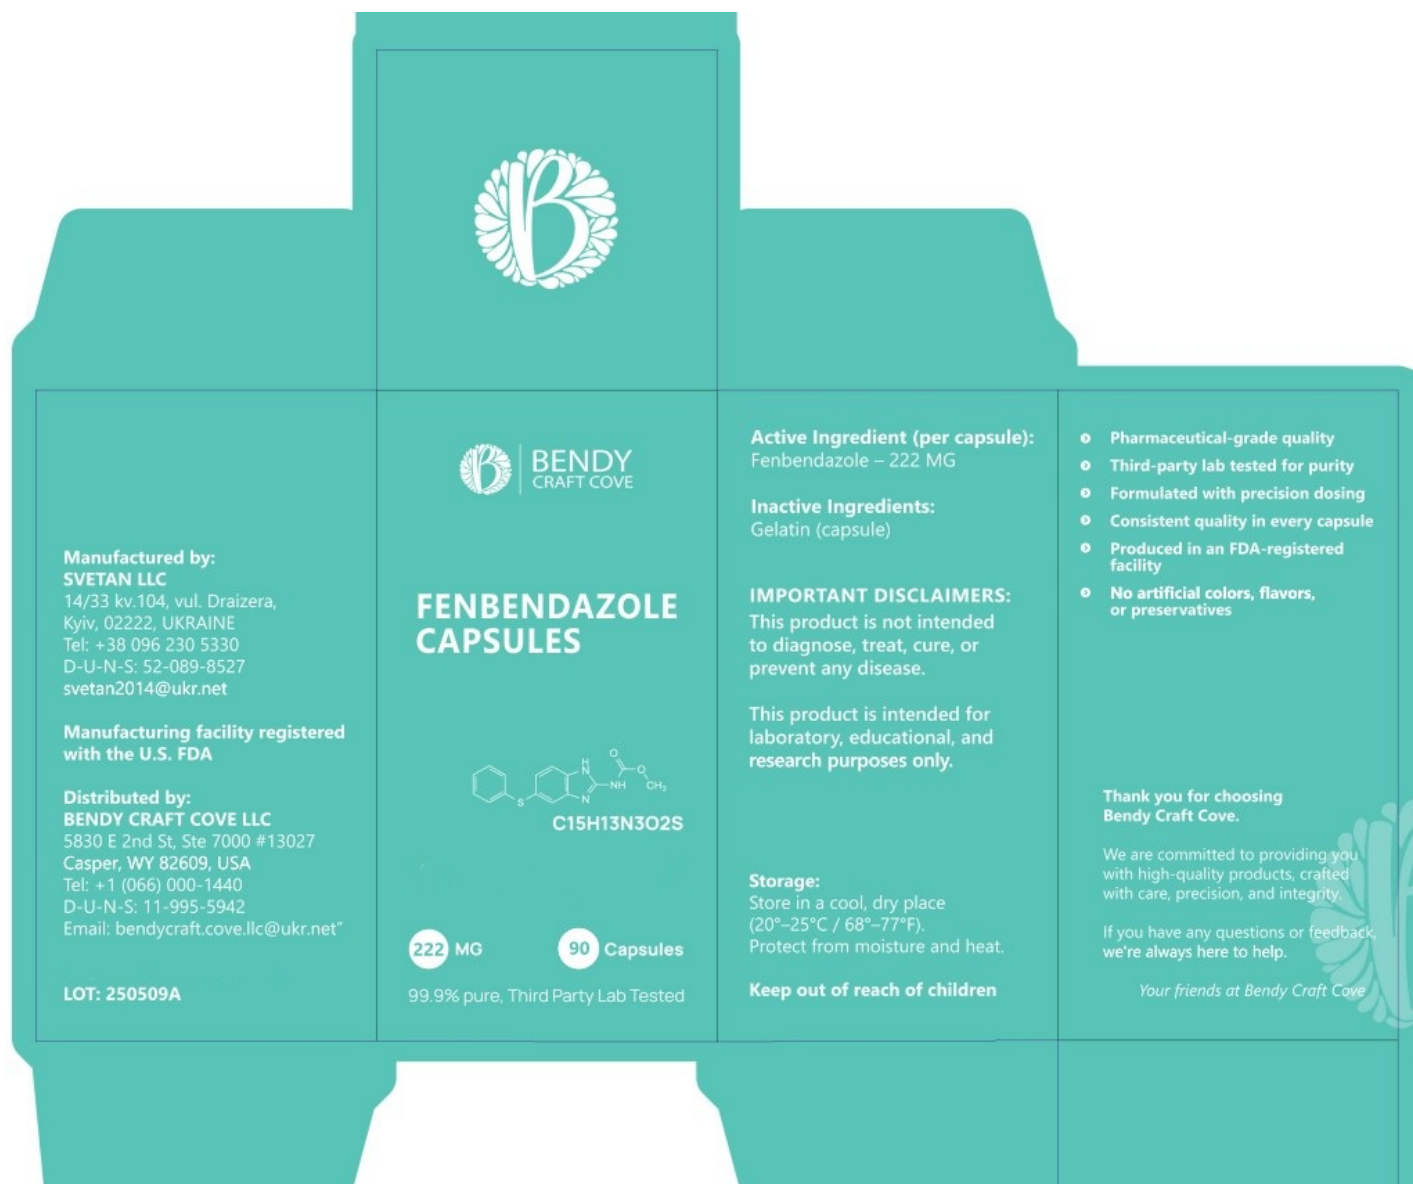 B
Manufactured by:
SVETAN LLC
14/33 kv.104, vul. Draizera,
Kyiv, 02222, UKRAINE
Tel: +38 096 230 5330
D-U-N-S: 52-089-8527
svetan2014@ukr.net
Manufacturing facility registered
with the U.S. FDA
Distributed by:
BENDY CRAFT COVE LLC
5830 E 2nd St, Ste 7000 #13027
Casper, WY 82609, USA
Tel: +1 (066) 000-1440
D-U-N-S: 11-995-5942
Email: bendycraft.cove.llc@ukr.net”
LOT: 250509A
B
BENDY
CRAFT COVE
FENBENDAZOLE
CAPSULES
H
N
O
O
NH
CH₃
N
S
C15H13N3O2S
222 MG
90 Capsules
99.9% pure, Third Party Lab Tested
Active Ingredient (per capsule):
Fenbendazole – 222 MG
Inactive Ingredients:
Gelatin (capsule)
IMPORTANT DISCLAIMERS:
This product is not intended
to diagnose, treat, cure, or
prevent any disease.
This product is intended for
laboratory, educational, and
research purposes only.
Storage:
Store in a cool, dry place
(20°–25°C / 68°–77°F).
Protect from moisture and heat.
Keep out of reach of children
Pharmaceutical-grade quality
Third-party lab tested for purity
Formulated with precision dosing
Consistent quality in every capsule
Produced in an FDA-registered
facility
No artificial colors, flavors,
or preservatives
Thank you for choosing
Bendy Craft Cove.
We are committed to providing you
with high-quality products, crafted
with care, precision, and integrity.
If you have any questions or feedback,
we're always here to help.
Your friends at Bendy Craft Cove